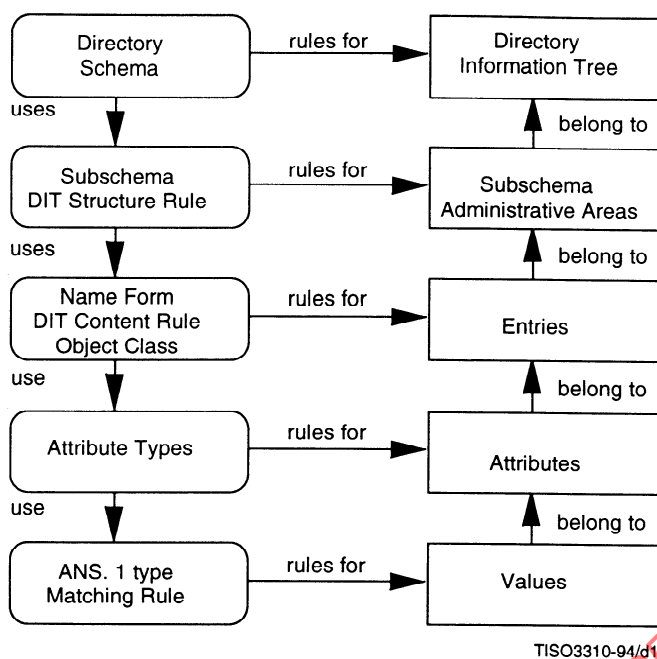 Directory
Schema
rules for
Directory
Information Tree
uses
belong to
Subschema
DIT Structure Rule
rules for
Subschema
Administrative Areas
uses
belong to
Name Form
DIT Content Rule
Object Class
rules for
Entries
use
belong to
Attribute Types
rules for
Attributes
use
belong to
ANS. 1 type
Matching Rule
rules for
Values
TISO3310-94/d1